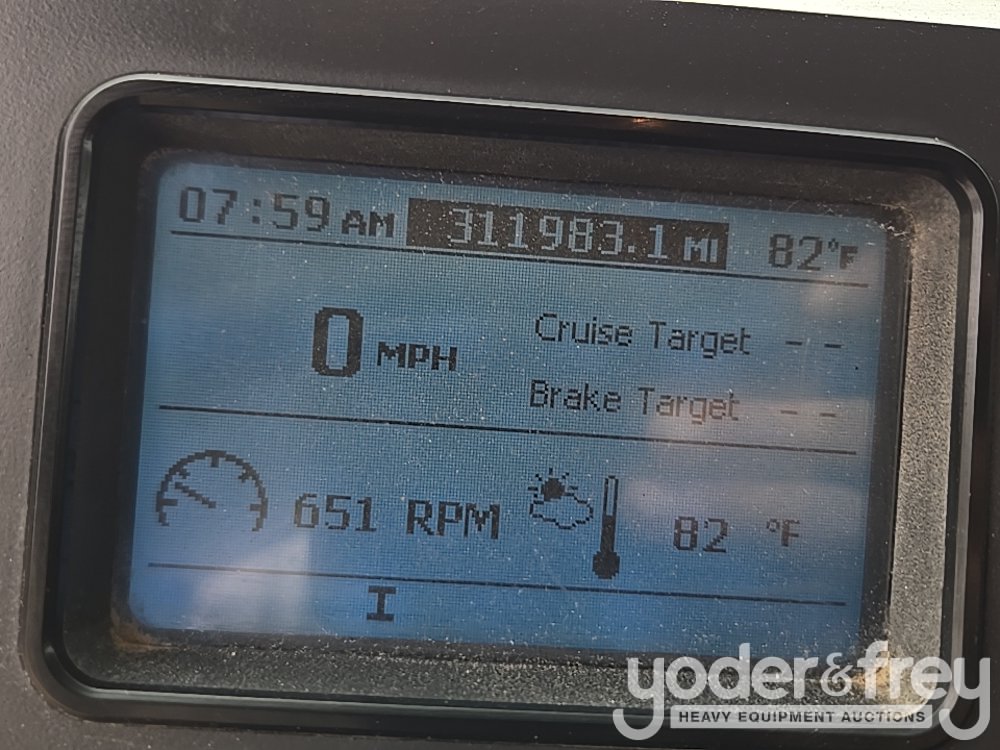 07:59 AM 311983.1 MI 82°F
0 MPH
Cruise Target - -
Brake Target - -
651 RPM 82 °F
I
yoder&frey
HEAVY EQUIPMENT AUCTIONS